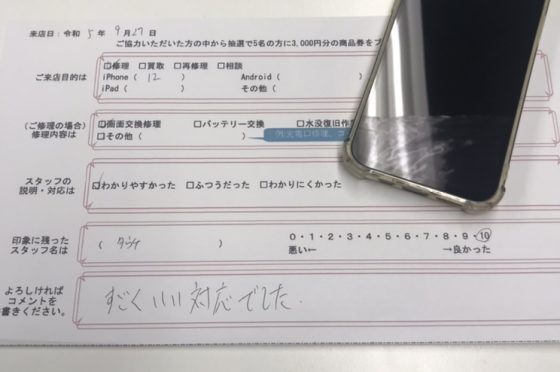 来店日：令和 5 年 9 月 27 日
ご協力いただいた方の中から抽選で5名の方に3,000円分の商品券をプ
ご来店目的は
☑修理 □買取 □再修理 □相談
iPhone（ 12 ） Android（
iPad（ ） その他（
（ご修理の場合）
修理内容は
☑画面交換修理 □バッテリー交換 □水没復旧作
□その他（ ）
スタッフの
説明・対応は
☑わかりやすかった □ふつうだった □わかりにくかった
印象に残った
スタッフ名は
（ ）
0・1・2・3・4・5・6・7・8・9・10
悪い← →良かった
よろしければ
コメントを
書きください。
すごくいい対応でした.